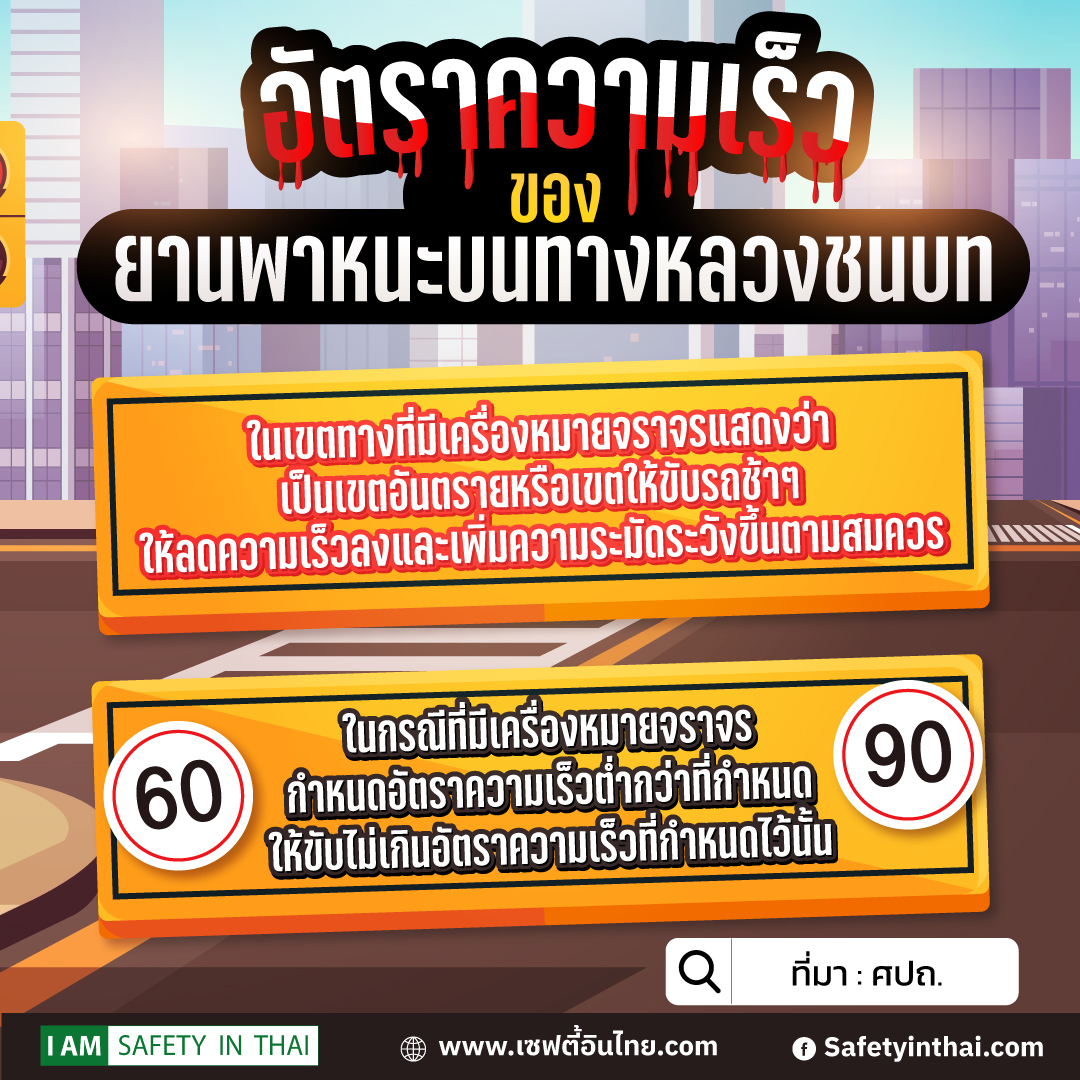 อัตราความเร็ว
ของ
ยานพาหนะบนทางหลวงชนบท
ในเขตทางที่มีเครื่องหมายจราจรแสดงว่า
เป็นเขตอันตรายหรือเขตให้ขับรถช้าๆ
ให้ลดความเร็วลงและเพิ่มความระมัดระวังขึ้นตามสมควร
60
ในกรณีที่มีเครื่องหมายจราจร
กำหนดอัตราความเร็วต่ำกว่าที่กำหนด
ให้ขับไม่เกินอัตราความเร็วที่กำหนดไว้นั้น
90
ที่มา : ศปถ.
I AM SAFETY IN THAI
www.เซฟตี้อินไทย.com
Safetyinthai.com